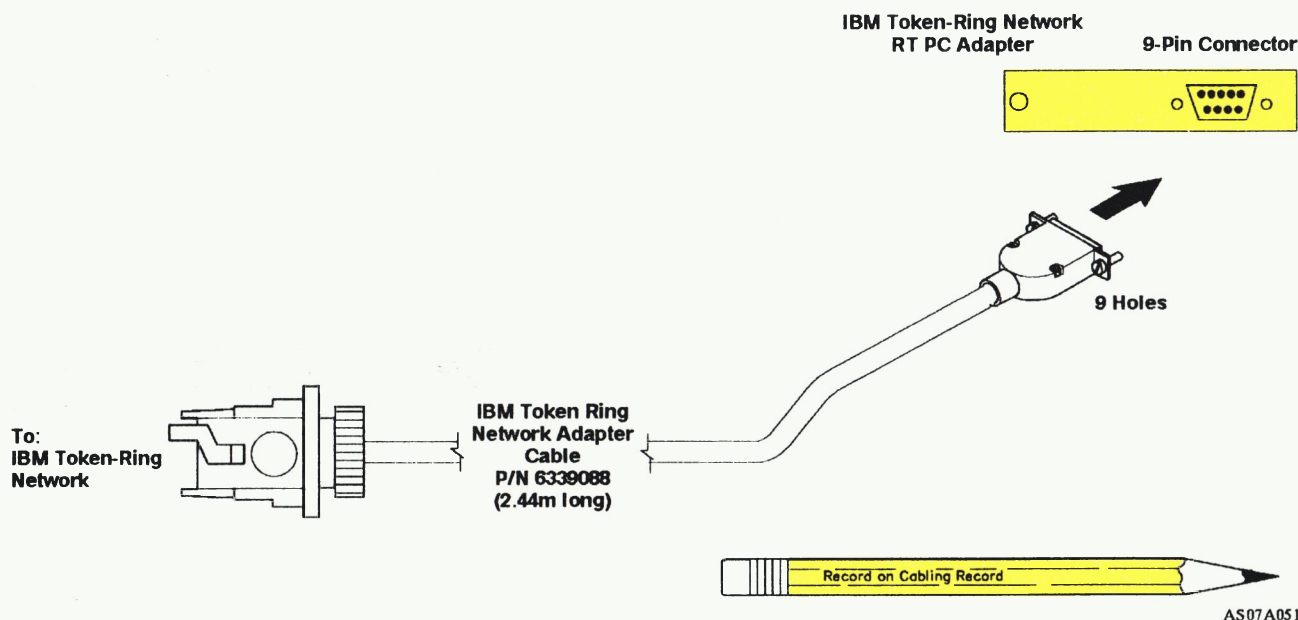 IBM Token-Ring Network
RT PC Adapter
9-Pin Connector
9 Holes
To:
IBM Token-Ring
Network
IBM Token Ring
Network Adapter
Cable
P/N 6339088
(2.44m long)
Record on Cabling Record
AS07A051